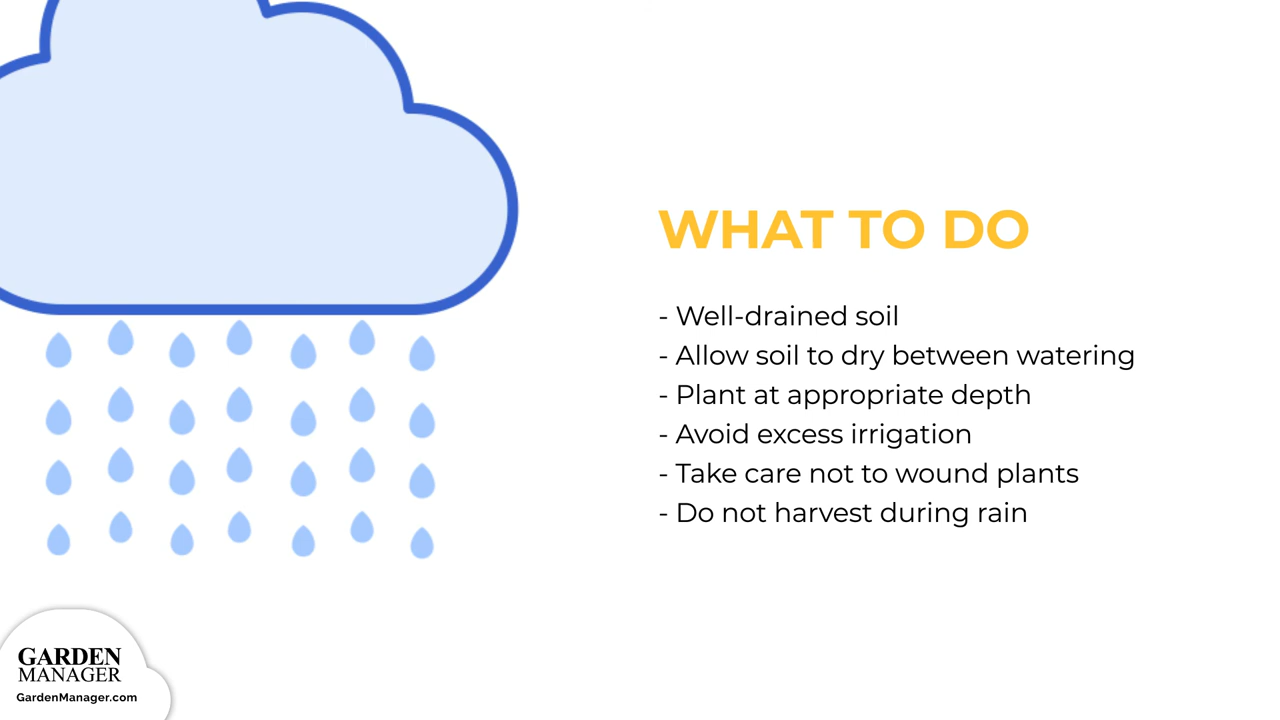 WHAT TO DO
- Well-drained soil
- Allow soil to dry between watering
- Plant at appropriate depth
- Avoid excess irrigation
- Take care not to wound plants
- Do not harvest during rain
GARDEN
MANAGER
GardenManager.com